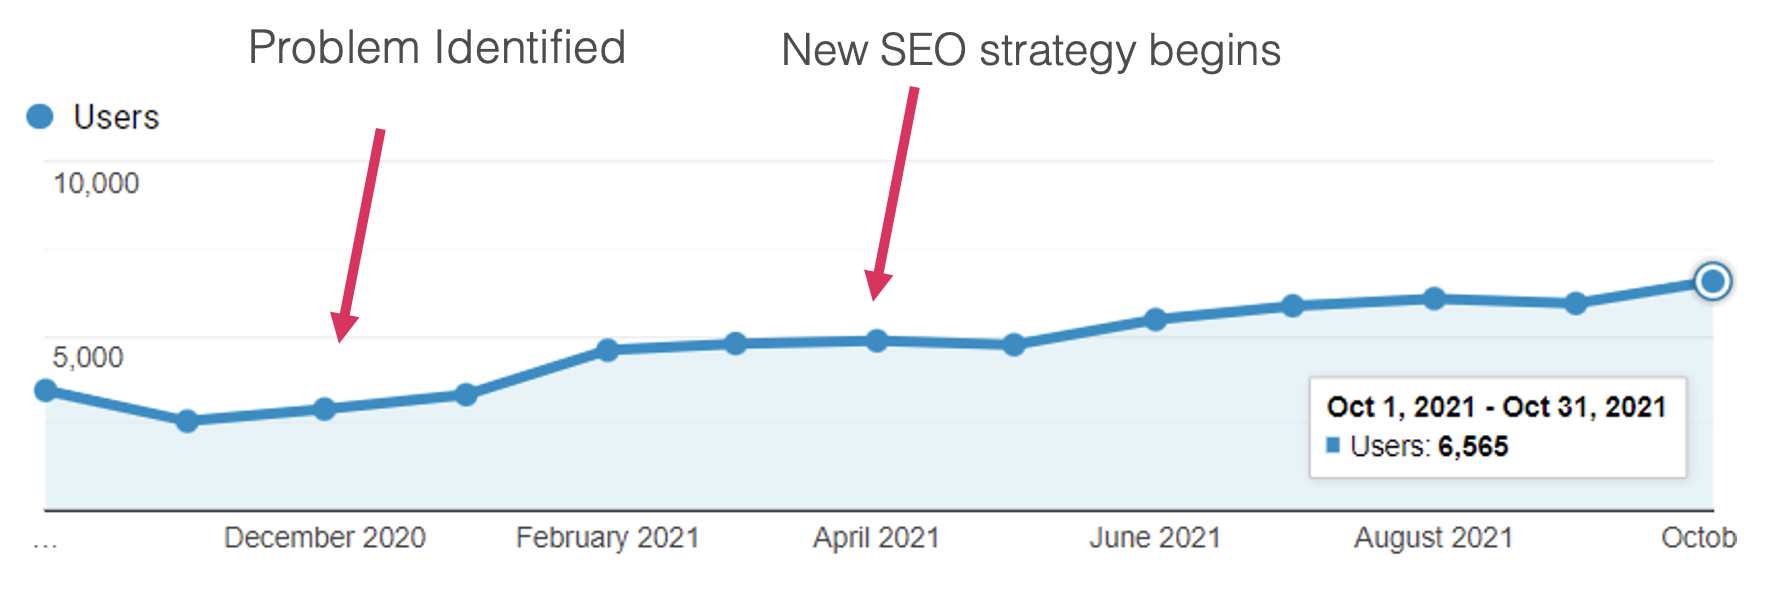 Problem Identified
New SEO strategy begins
Users
10,000
5,000
Oct 1, 2021 - Oct 31, 2021
Users: 6,565
... December 2020 February 2021 April 2021 June 2021 August 2021 Octob